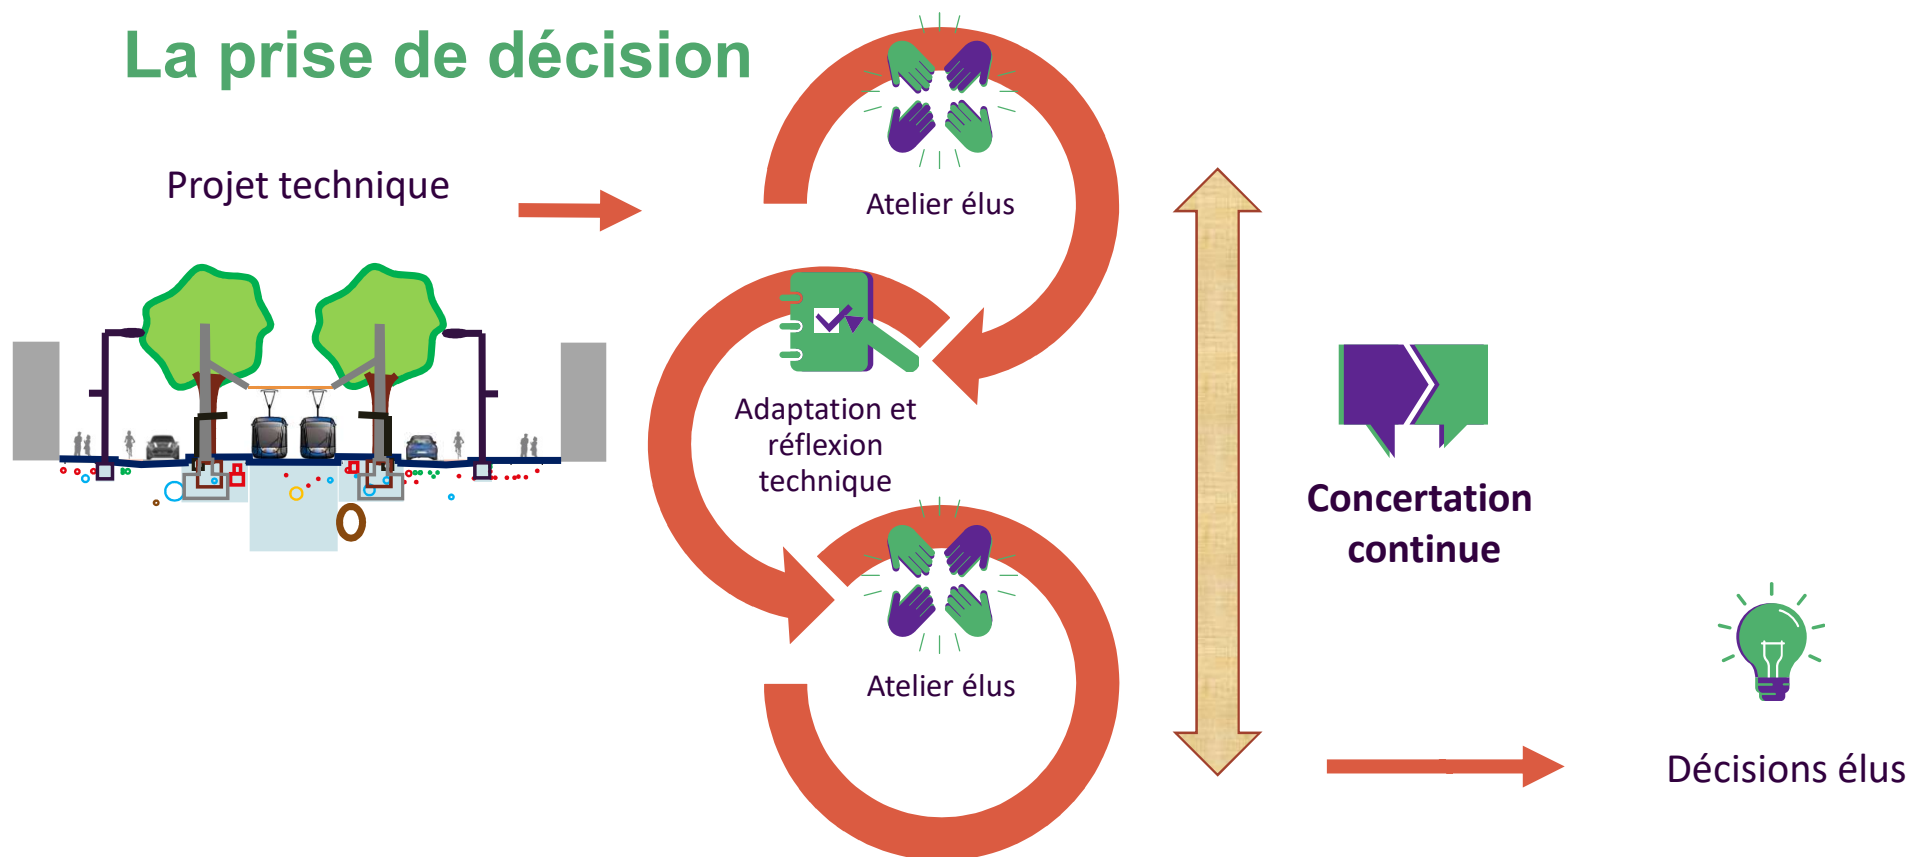 La prise de décision
Projet technique
Atelier élus
Adaptation et
réflexion
technique
Atelier élus
Concertation
continue
Décisions élus